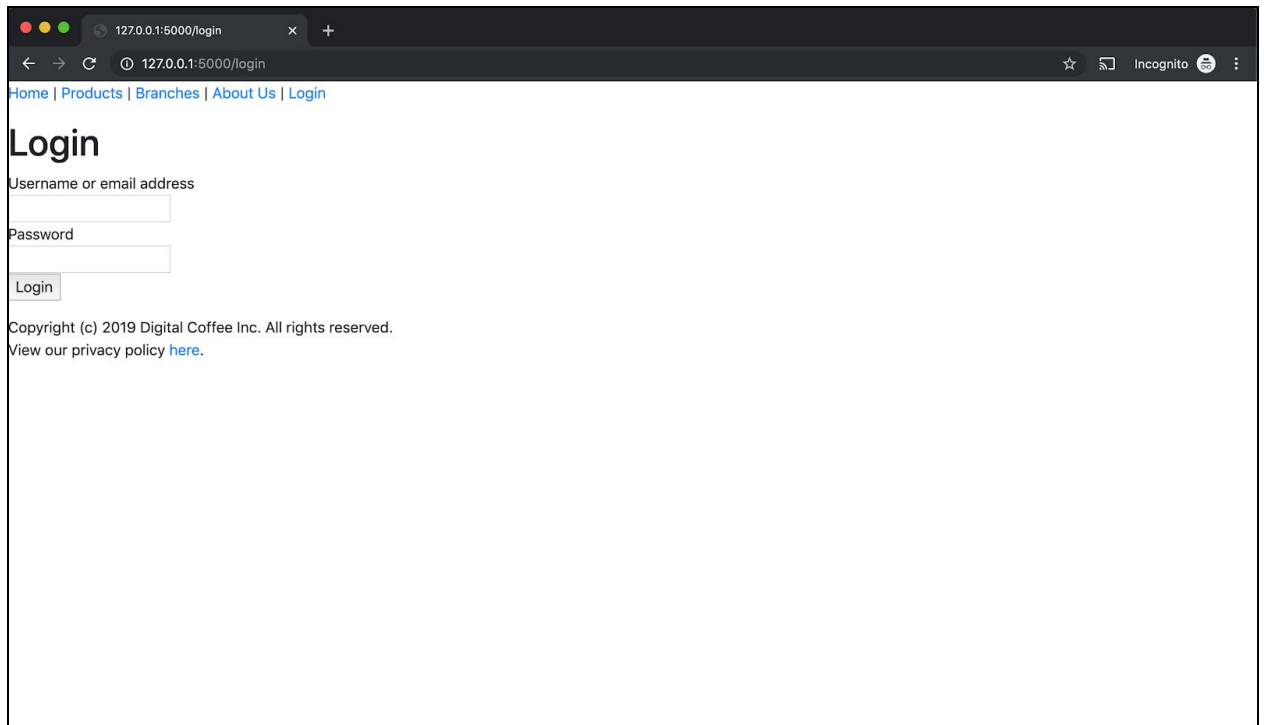 127.0.0.1:5000/login
127.0.0.1:5000/login Incognito
Home | Products | Branches | About Us | Login
Login
Username or email address
Password
Login
Copyright (c) 2019 Digital Coffee Inc. All rights reserved.
View our privacy policy here.